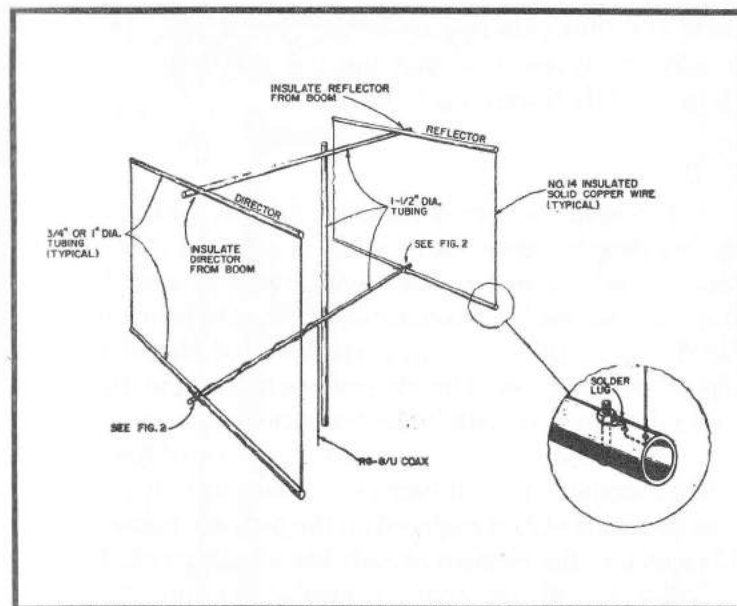 INSULATE REFLECTOR
FROM BOOM
REFLECTOR
DIRECTOR
1-1/2" DIA.
TUBING
NO. 14 INSULATED
SOLID COPPER WIRE
(TYPICAL)
3/4" OR 1" DIA.
TUBING
(TYPICAL)
INSULATE
DIRECTOR
FROM BOOM
SEE FIG. 2
SOLDER
LUG
SEE FIG. 2
RG-8/U COAX